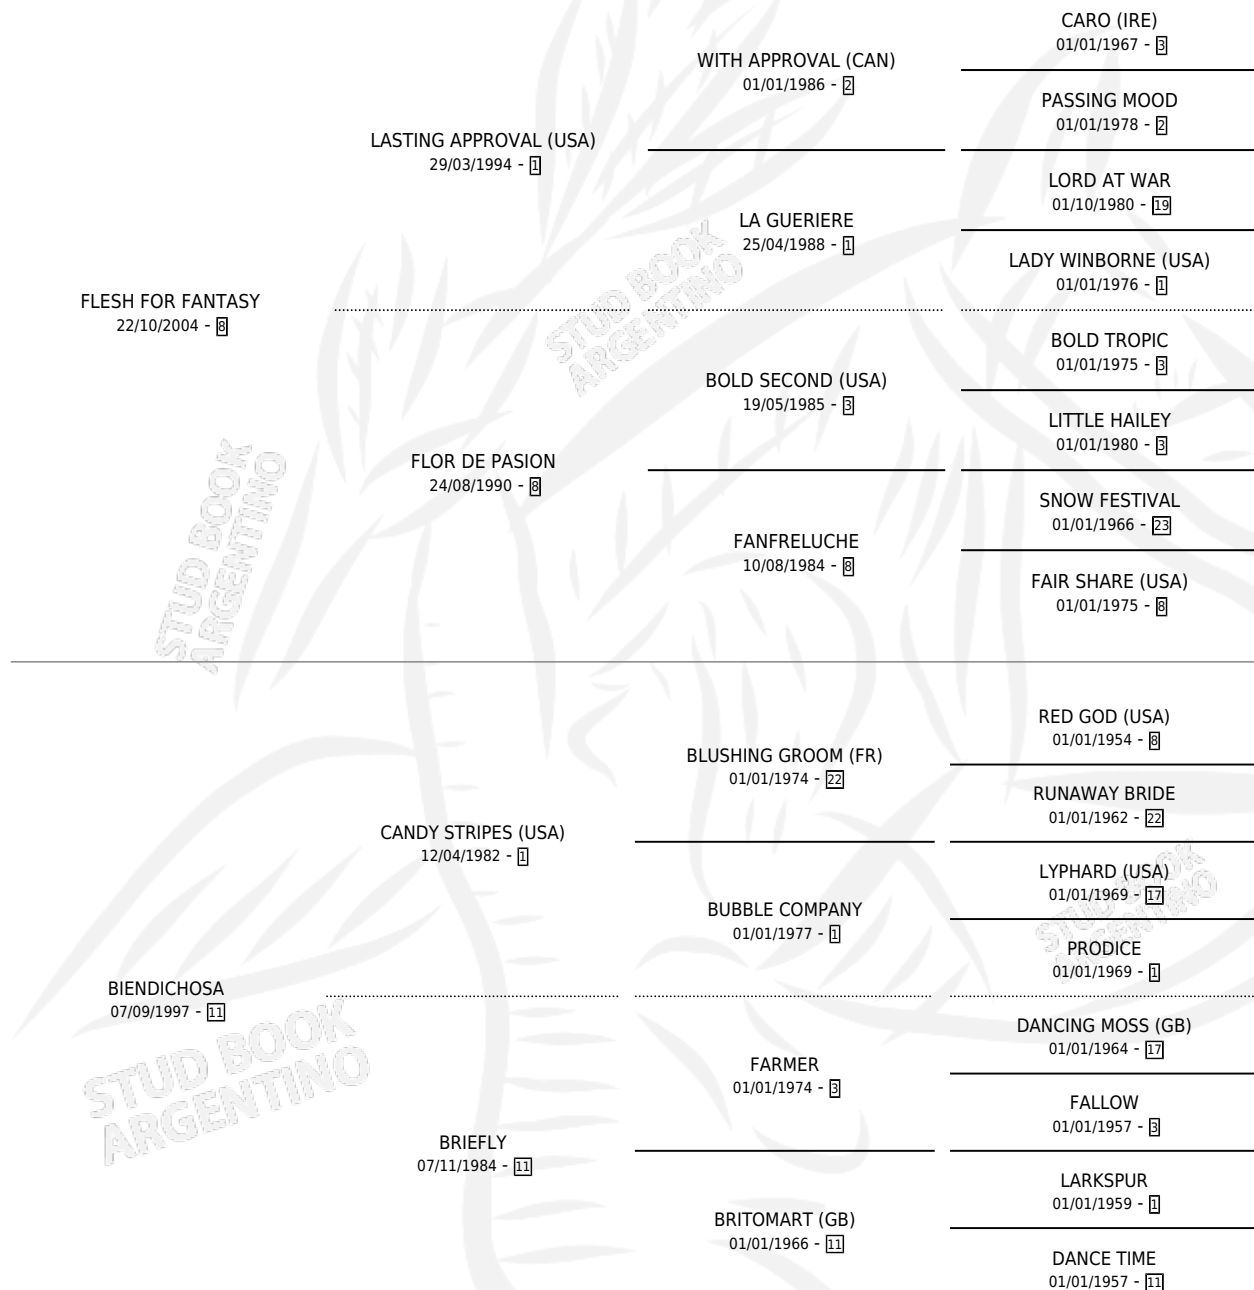 CARO (IRE)
01/01/1967 - 3
WITH APPROVAL (CAN)
01/01/1986 - 2
PASSING MOOD
01/01/1978 - 2
LASTING APPROVAL (USA)
29/03/1994 - 1
LORD AT WAR
01/10/1980 - 19
LA GUERIERE
25/04/1988 - 1
LADY WINBORNE (USA)
01/01/1976 - 1
FLESH FOR FANTASY
22/10/2004 - 8
BOLD TROPIC
01/01/1975 - 3
BOLD SECOND (USA)
19/05/1985 - 3
LITTLE HAILEY
01/01/1980 - 3
FLOR DE PASION
24/08/1990 - 8
SNOW FESTIVAL
01/01/1966 - 23
FANFRELUCHE
10/08/1984 - 8
FAIR SHARE (USA)
01/01/1975 - 8
STUD BOOK
ARGENTINO
STUD BOOK
ARGENTINO
RED GOD (USA)
01/01/1954 - 8
BLUSHING GROOM (FR)
01/01/1974 - 22
RUNAWAY BRIDE
01/01/1962 - 22
CANDY STRIPES (USA)
12/04/1982 - 1
LYPHARD (USA)
01/01/1969 - 17
BUBBLE COMPANY
01/01/1977 - 1
PRODICE
01/01/1969 - 1
BIENDICHOSA
07/09/1997 - 11
DANCING MOSS (GB)
01/01/1964 - 17
FARMER
01/01/1974 - 3
FALLOW
01/01/1957 - 3
BRIEFLY
07/11/1984 - 11
LARKSPUR
01/01/1959 - 1
BRITOMART (GB)
01/01/1966 - 11
DANCE TIME
01/01/1957 - 11
STUD BOOK
ARGENTINO
STUD BOOK
ARGENTINO